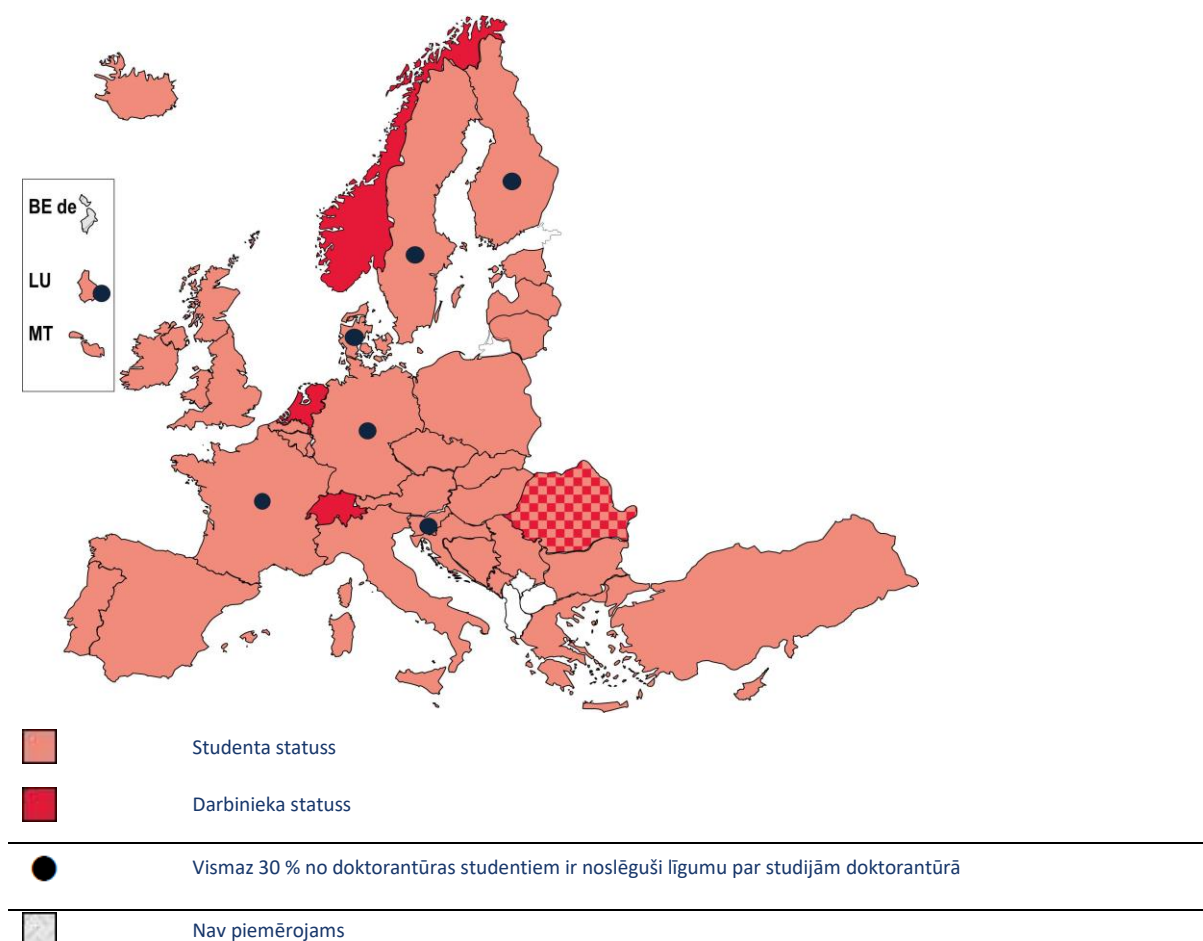 BE de
LU
MT
Studenta statuss
Darbinieka statuss
Vismaz 30 % no doktorantūras studentiem ir noslēguši līgumu par studijām doktorantūrā
Nav piemērojams